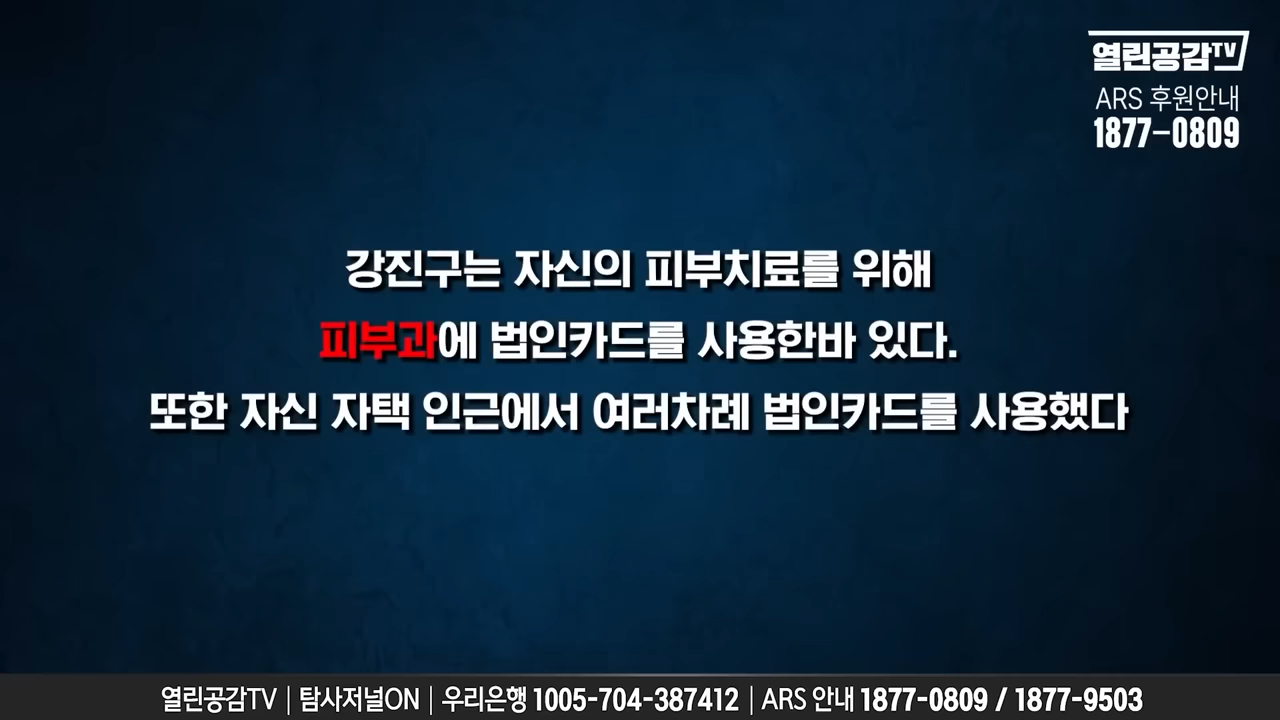 열린공감TV
ARS 후원안내
1877-0809
강진구는 자신의 피부치료를 위해
피부과에 법인카드를 사용한바 있다.
또한 자신 자택 인근에서 여러차례 법인카드를 사용했다
열린공감TV | 탐사저널ON | 우리은행 1005-704-387412 | ARS 안내 1877-0809 / 1877-9503